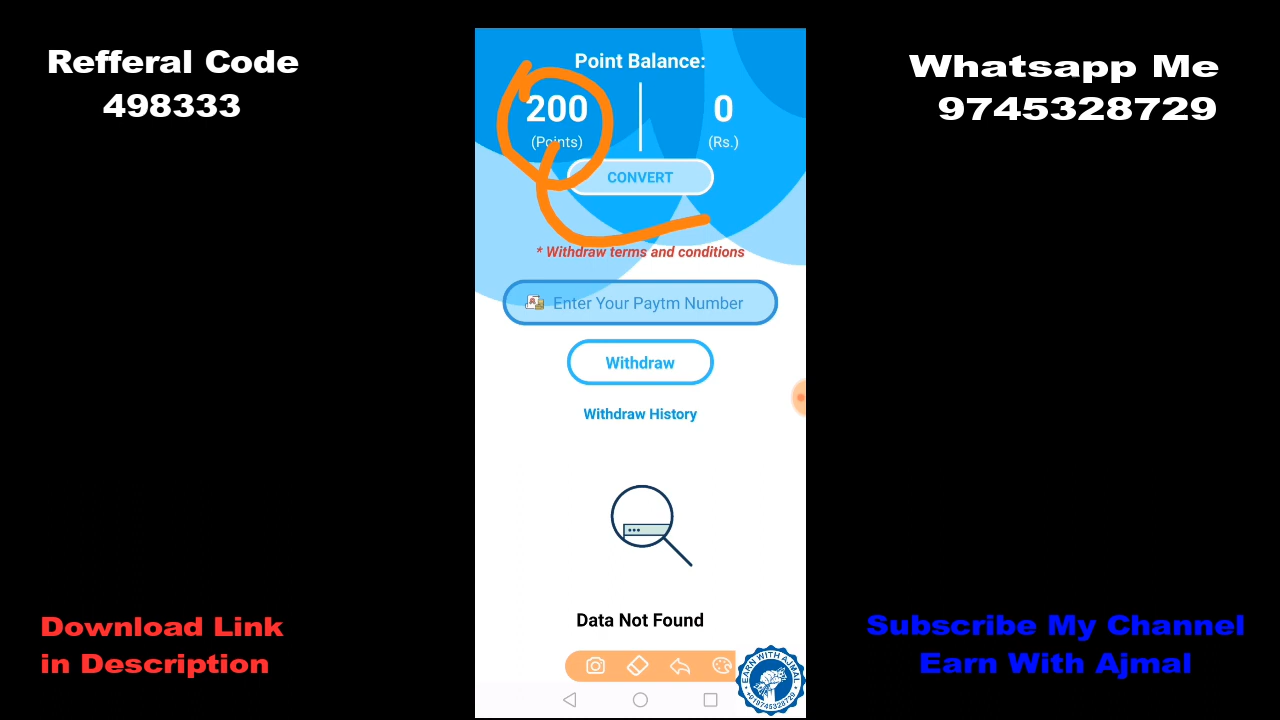 Refferal Code
498333
Whatsapp Me
9745328729
Point Balance:
200
(Points)
0
(Rs.)
CONVERT
* Withdraw terms and conditions
Enter Your Paytm Number
Withdraw
Withdraw History
Data Not Found
Download Link
in Description
Subscribe My Channel
Earn With Ajmal
EARN WITH AJMAL
+919745328729